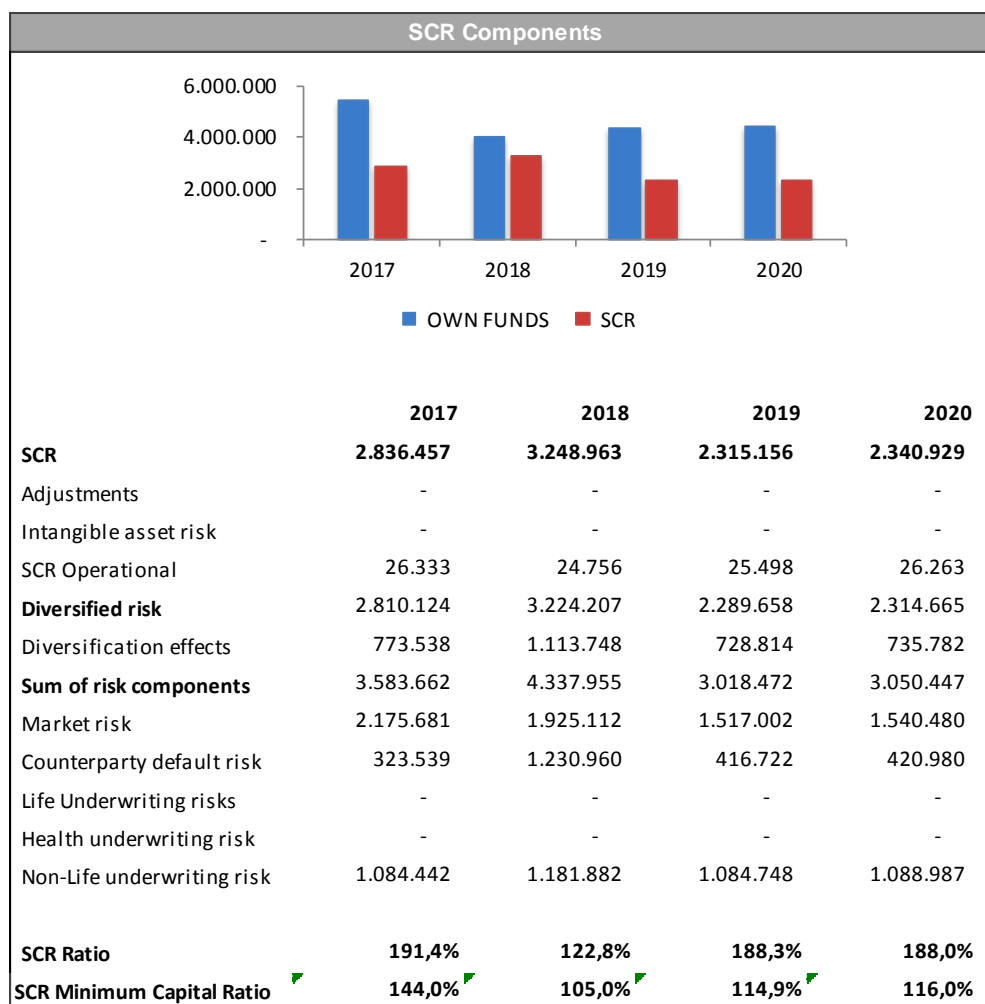 SCR Components
6.000.000
4.000.000
2.000.000
-
2017 2018 2019 2020
OWN FUNDS SCR
2017 2018 2019 2020
SCR 2.836.457 3.248.963 2.315.156 2.340.929
Adjustments - - - -
Intangible asset risk - - - -
SCR Operational 26.333 24.756 25.498 26.263
Diversified risk 2.810.124 3.224.207 2.289.658 2.314.665
Diversification effects 773.538 1.113.748 728.814 735.782
Sum of risk components 3.583.662 4.337.955 3.018.472 3.050.447
Market risk 2.175.681 1.925.112 1.517.002 1.540.480
Counterparty default risk 323.539 1.230.960 416.722 420.980
Life Underwriting risks - - - -
Health underwriting risk - - - -
Non-Life underwriting risk 1.084.442 1.181.882 1.084.748 1.088.987
SCR Ratio 191,4% 122,8% 188,3% 188,0%
SCR Minimum Capital Ratio 144,0% 105,0% 114,9% 116,0%